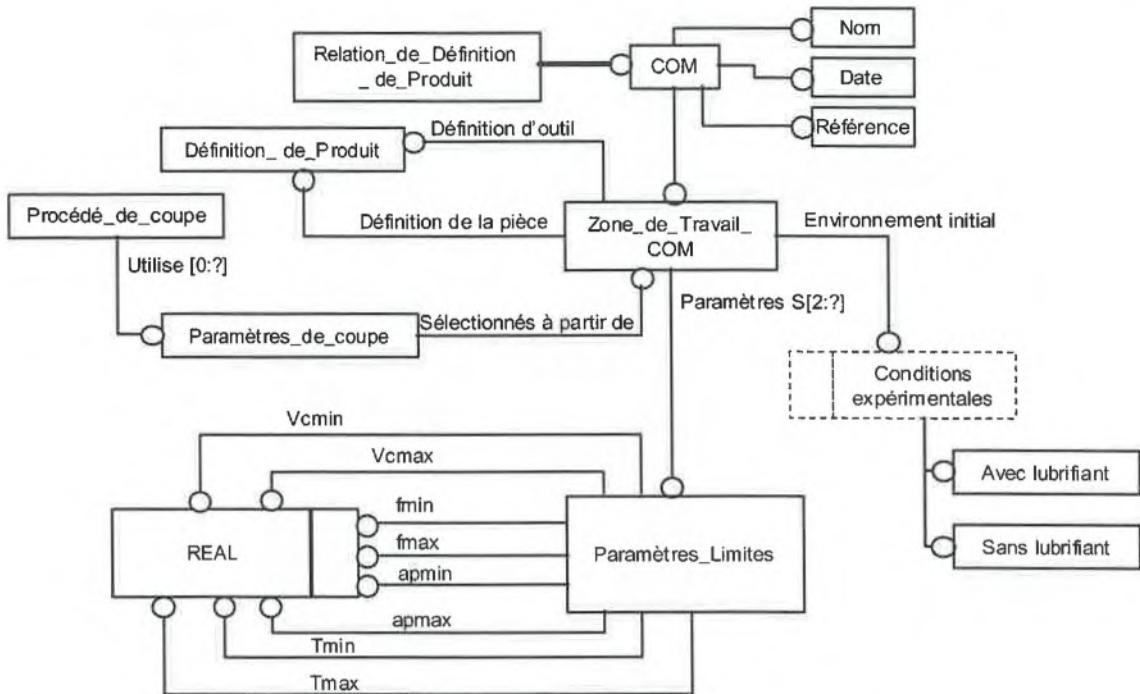 Nom
Relation_de_Définition
_ de_Produit
COM
Date
Référence
Définition d'outil
Définition_ de_Produit
Procédé_de_coupe
Définition de la pièce
Zone_de_Travail_
COM
Environnement initial
Utilise [0:?]
Paramètres S[2:?]
Paramètres_de_coupe
Sélectionnés à partir de
Conditions
expérimentales
Vcmin
Vcmax
Avec lubrifiant
fmin
REAL
fmax
Paramètres_Limites
Sans lubrifiant
apmin
apmax
Tmin
Tmax